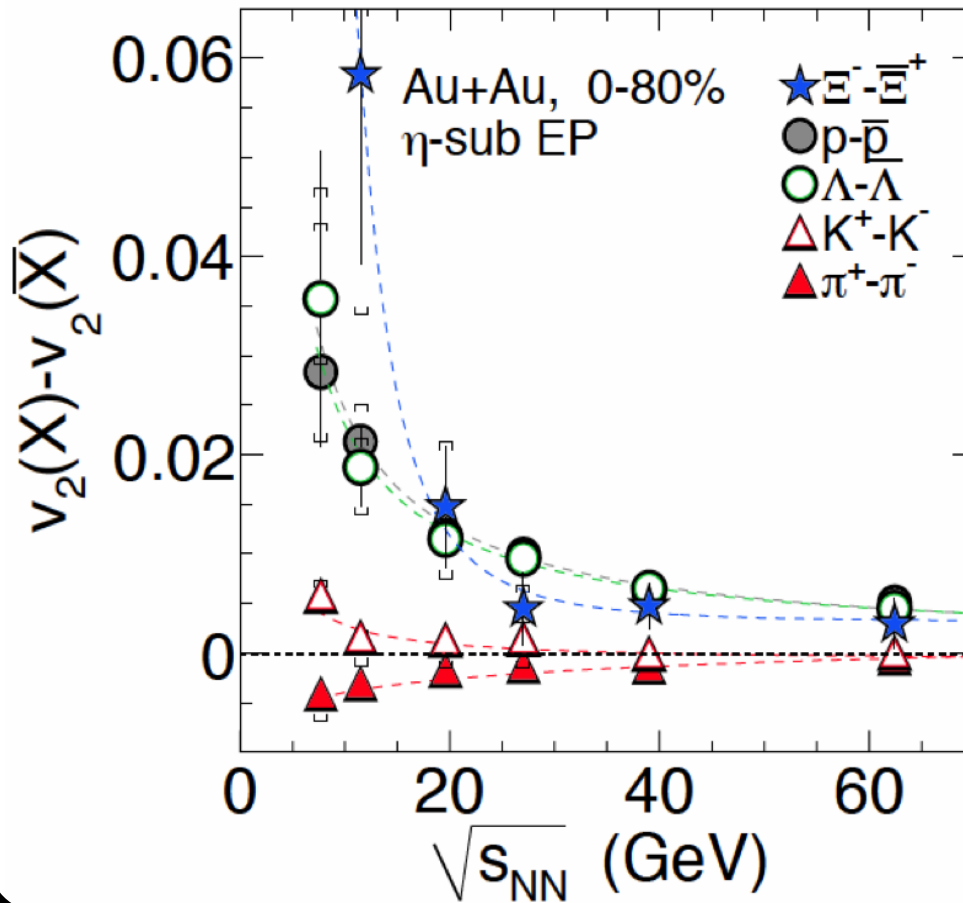 0.06
0.04
0.02
0
v₂(X)-v₂(X̅)
Au+Au, 0-80%
η-sub EP
Ξ⁻-Ξ̅⁺
p-p̅
Λ-Λ̅
K⁺-K⁻
π⁺-π⁻
0 20 40 60
√s_NN (GeV)